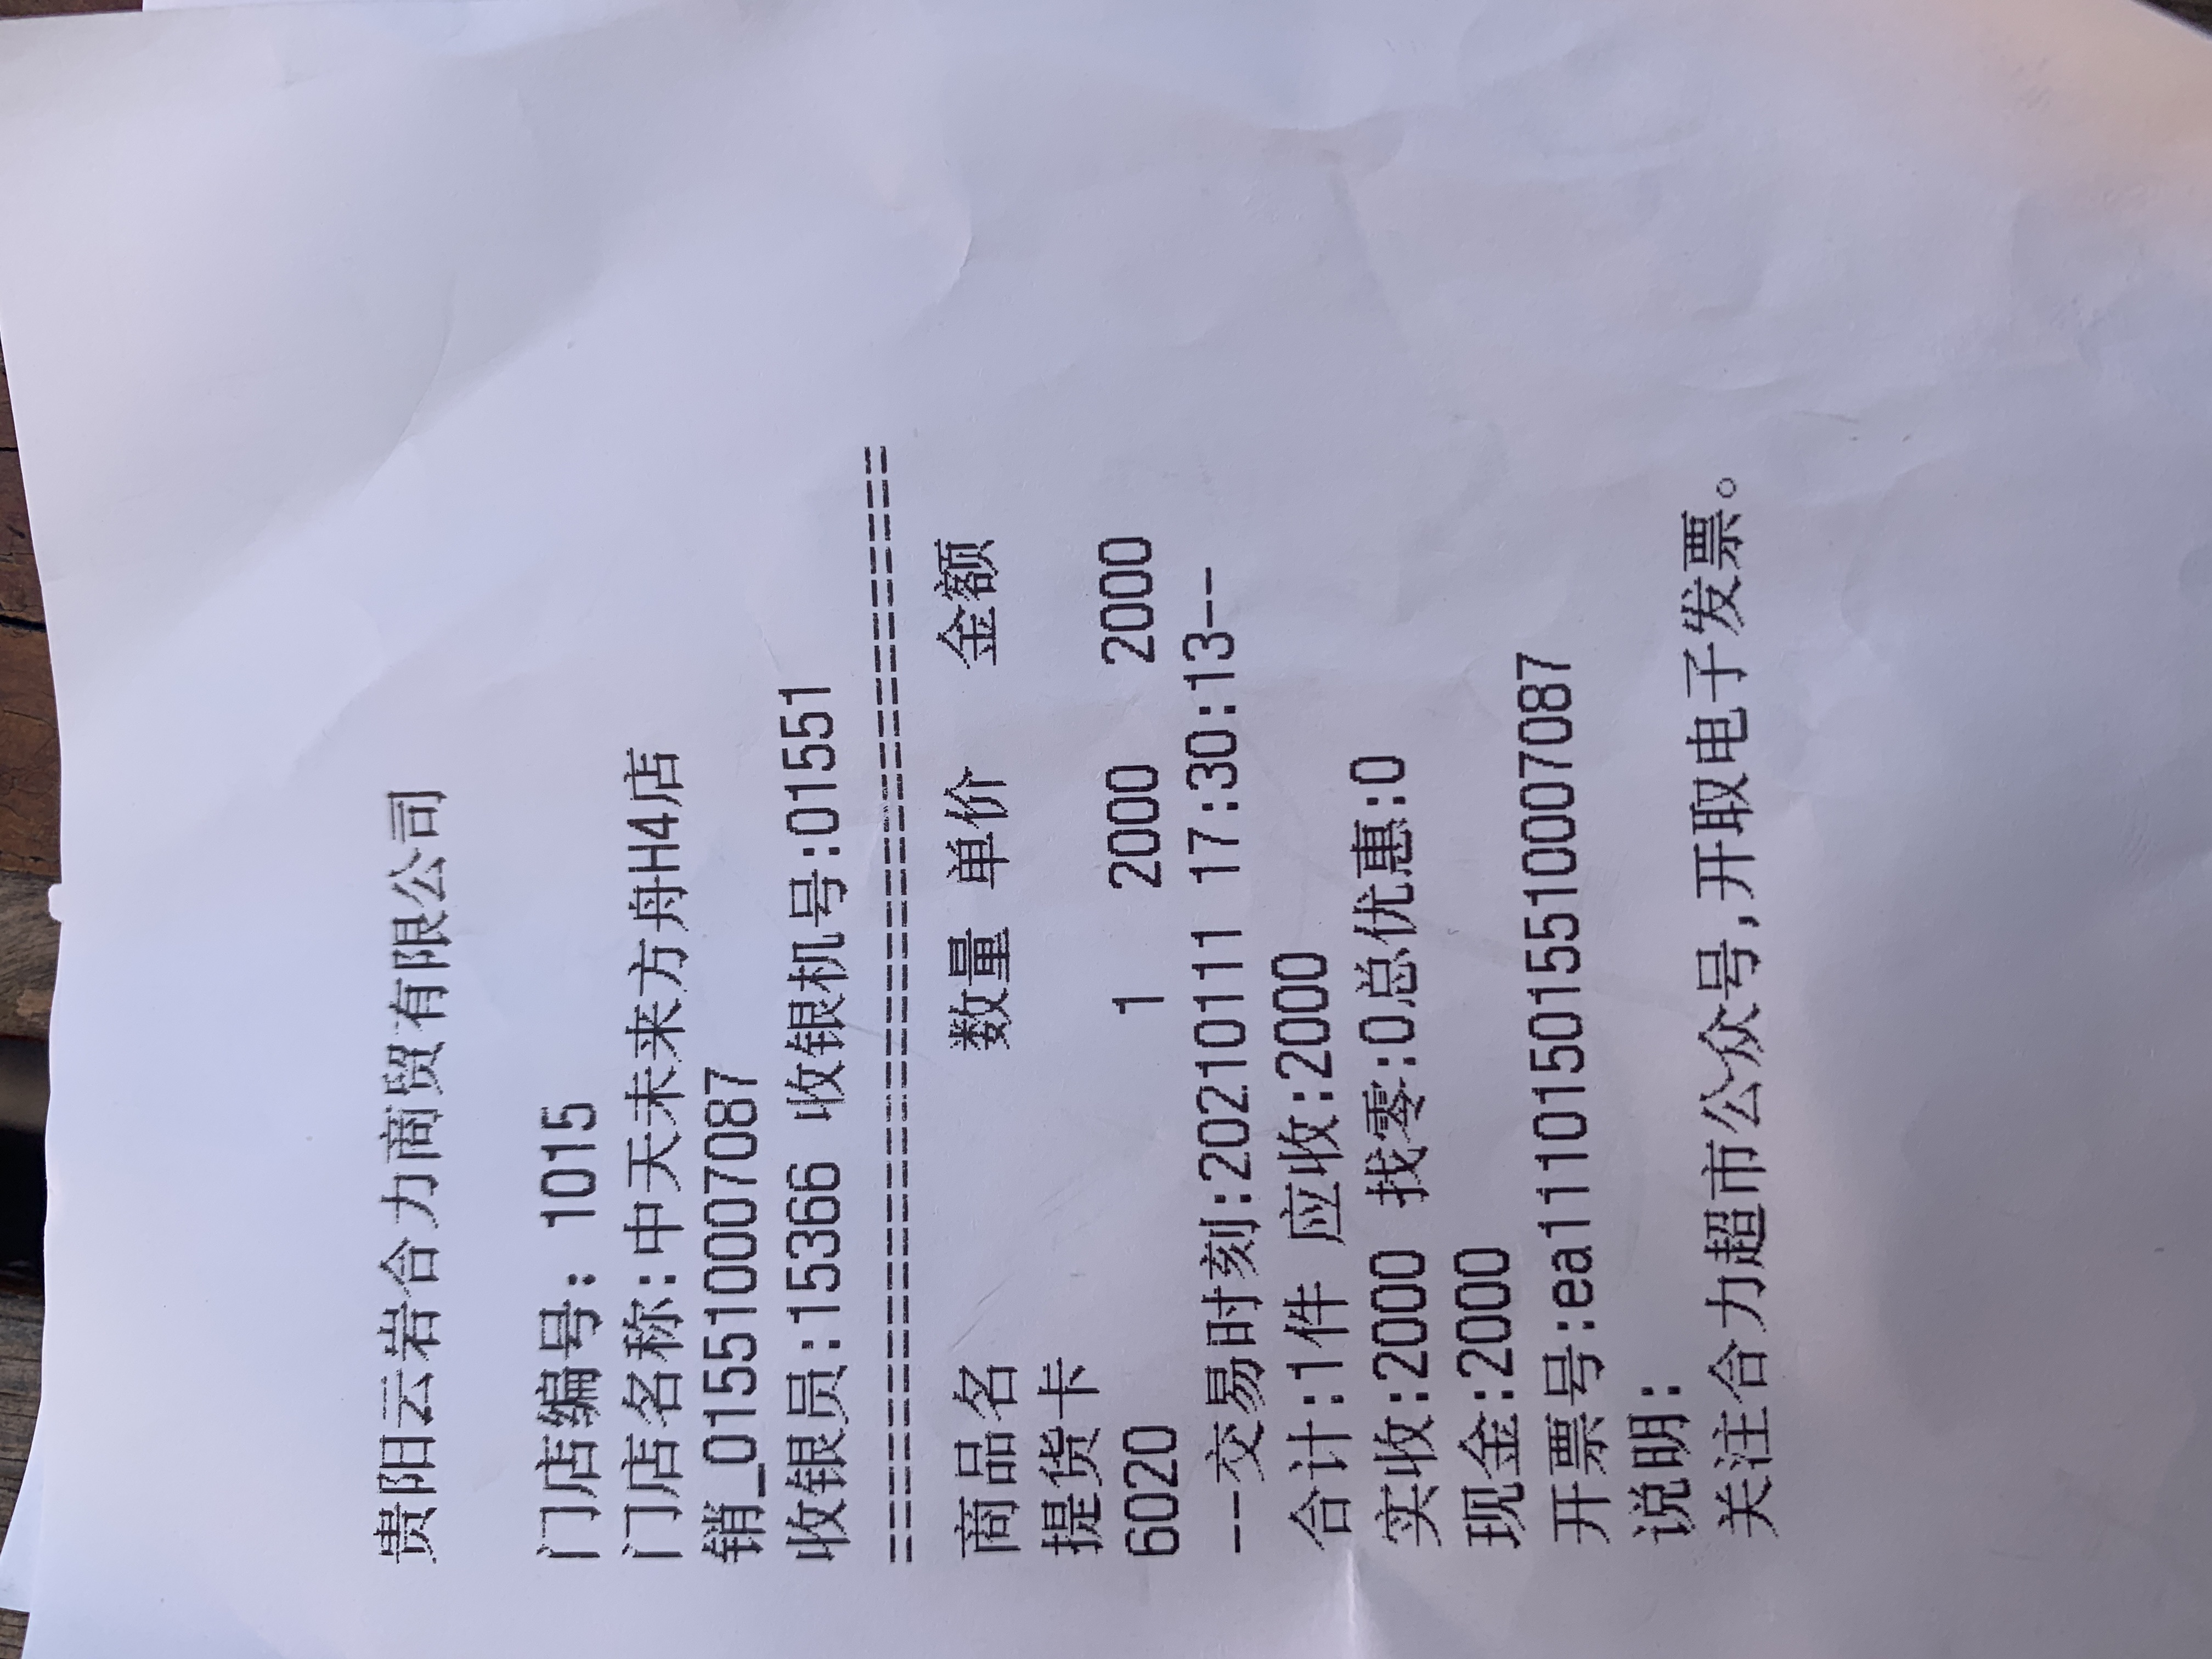 贵阳云岩合力商贸有限公司
门店编号: 1015
门店名称:中天未来方舟H4店
销_015510007087
收银员:15366 收银机号:01551
==========================================
商品名 数量 单价 金额
提货卡
6020 1 2000 2000
--交易时刻:20210111 17:30:13--
合计:1件 应收:2000
实收:2000 找零:0总优惠:0
现金:2000
开票号:ea11101501551 0007087
说明:
关注合力超市公众号,开取电子发票。